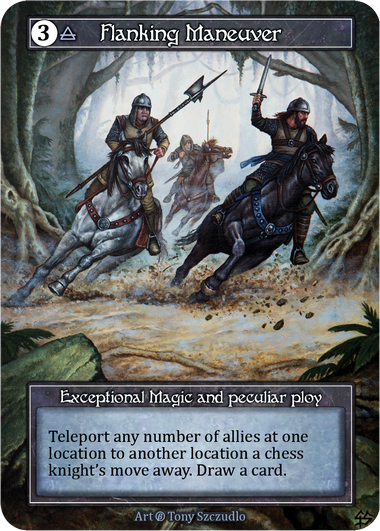 3 Flanking Maneuver
Exceptional Magic and peculiar ploy
Teleport any number of allies at one
location to another location a chess
knight's move away. Draw a card.
Art @ Tony Szczudlo